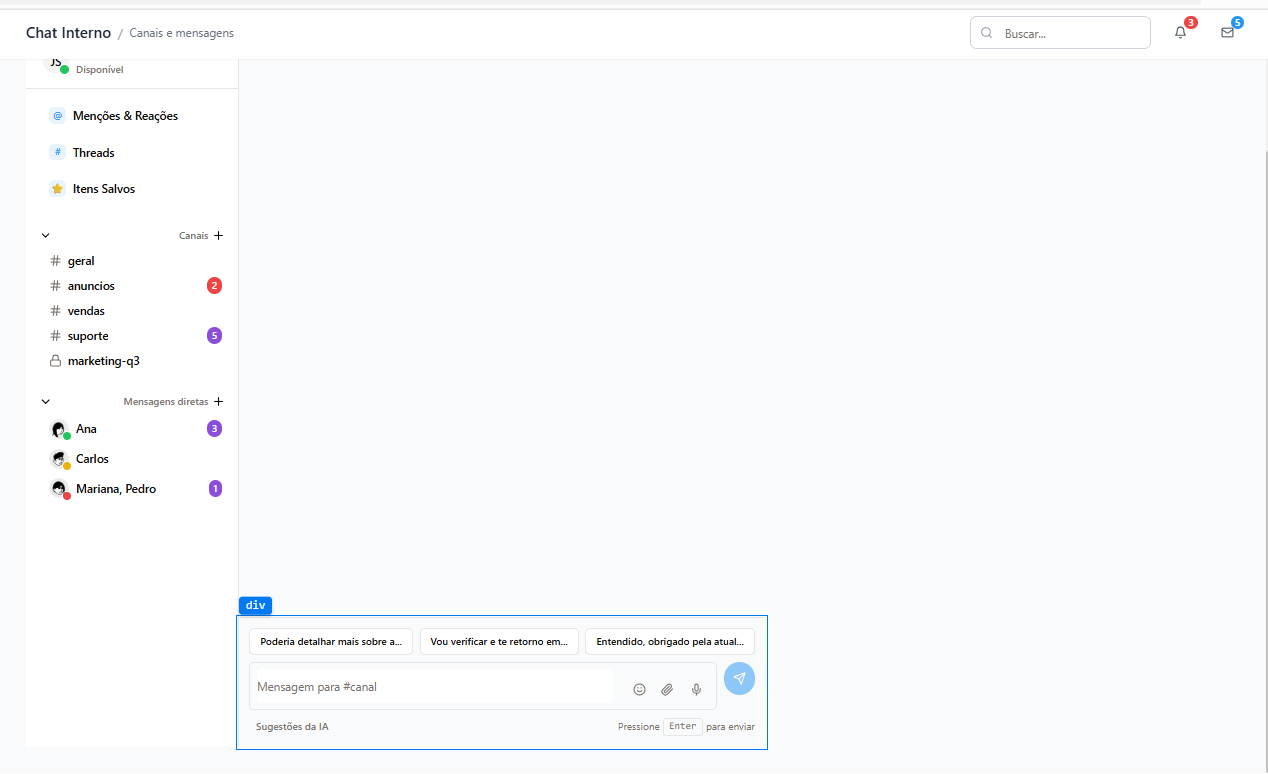 Chat Interno / Canais e mensagens
Buscar...
3
5
JS
Disponível
@ Menções & Reações
# Threads
Itens Salvos
Canais +
# geral
# anuncios 2
# vendas
# suporte 5
marketing-q3
Mensagens diretas +
Ana 3
Carlos
Mariana, Pedro 1
div
Poderia detalhar mais sobre a...
Vou verificar e te retorno em...
Entendido, obrigado pela atual...
Mensagem para #canal
Sugestões da IA
Pressione Enter para enviar